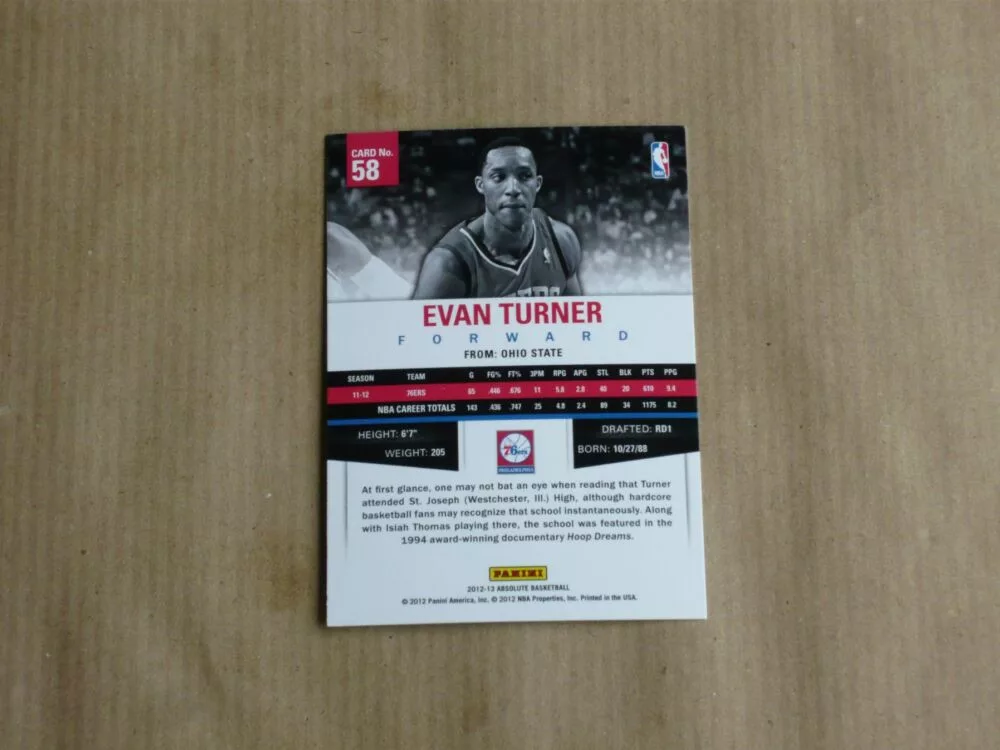 CARD No.
58
NBA
EVAN TURNER
FORWARD
FROM: OHIO STATE
SEASON TEAM G FG% FT% 3PM RPG APG STL BLK PTS PPG
11-12 76ERS 65 .446 .676 11 5.8 2.8 40 20 610 9.4
NBA CAREER TOTALS 143 .436 .747 25 4.8 2.4 89 34 1175 8.2
HEIGHT: 6'7"
WEIGHT: 205
76ers
PHILADELPHIA
DRAFTED: RD1
BORN: 10/27/88
At first glance, one may not bat an eye when reading that Turner
attended St. Joseph (Westchester, Ill.) High, although hardcore
basketball fans may recognize that school instantaneously. Along
with Isiah Thomas playing there, the school was featured in the
1994 award-winning documentary Hoop Dreams.
PANINI
2012-13 ABSOLUTE BASKETBALL
© 2012 Panini America, Inc. © 2012 NBA Properties, Inc. Printed in the USA.